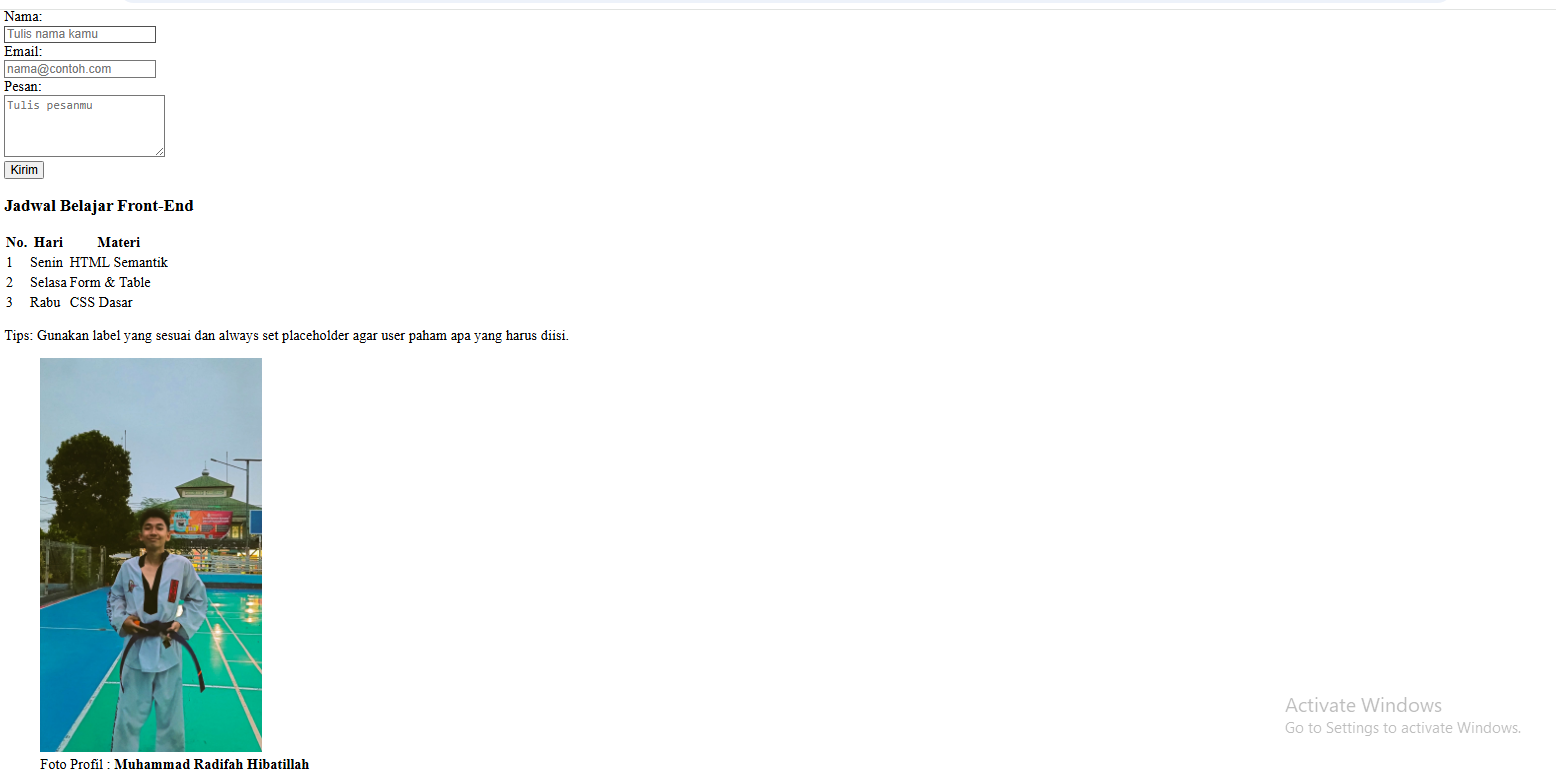 Nama:
Tulis nama kamu
Email:
nama@contoh.com
Pesan:
Tulis pesanmu
Kirim
Jadwal Belajar Front-End
No. Hari Materi
1 Senin HTML Semantik
2 Selasa Form & Table
3 Rabu CSS Dasar
Tips: Gunakan label yang sesuai dan always set placeholder agar user paham apa yang harus diisi.
Foto Profil : Muhammad Radifah Hibatillah
Activate Windows
Go to Settings to activate Windows.